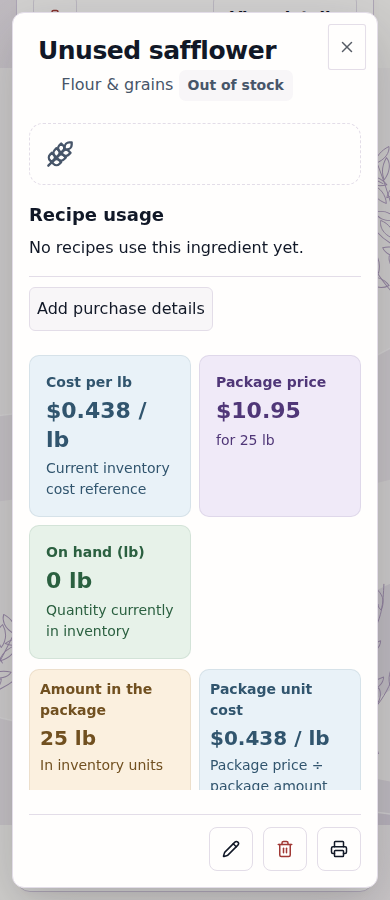 Unused safflower
Flour & grains Out of stock
Recipe usage
No recipes use this ingredient yet.
Add purchase details
Cost per lb
$0.438 /
lb
Current inventory
cost reference
Package price
$10.95
for 25 lb
On hand (lb)
0 lb
Quantity currently
in inventory
Amount in the
package
25 lb
In inventory units
Package unit
cost
$0.438 / lb
Package price ÷
package amount